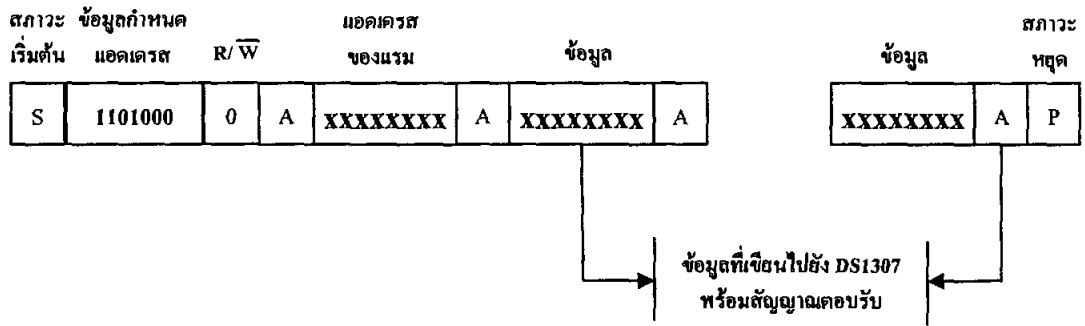 สภาวะ ข้อมูลกำหนด แอดเดรส สภาวะ
เริ่มต้น แอดเดรส R/W̅ ของแรม ข้อมูล ข้อมูล หยุด
S 1101000 0 A XXXXXXXX A XXXXXXXX A XXXXXXXX A P
ข้อมูลที่เขียนไปยัง DS1307
พร้อมสัญญาณตอบรับ